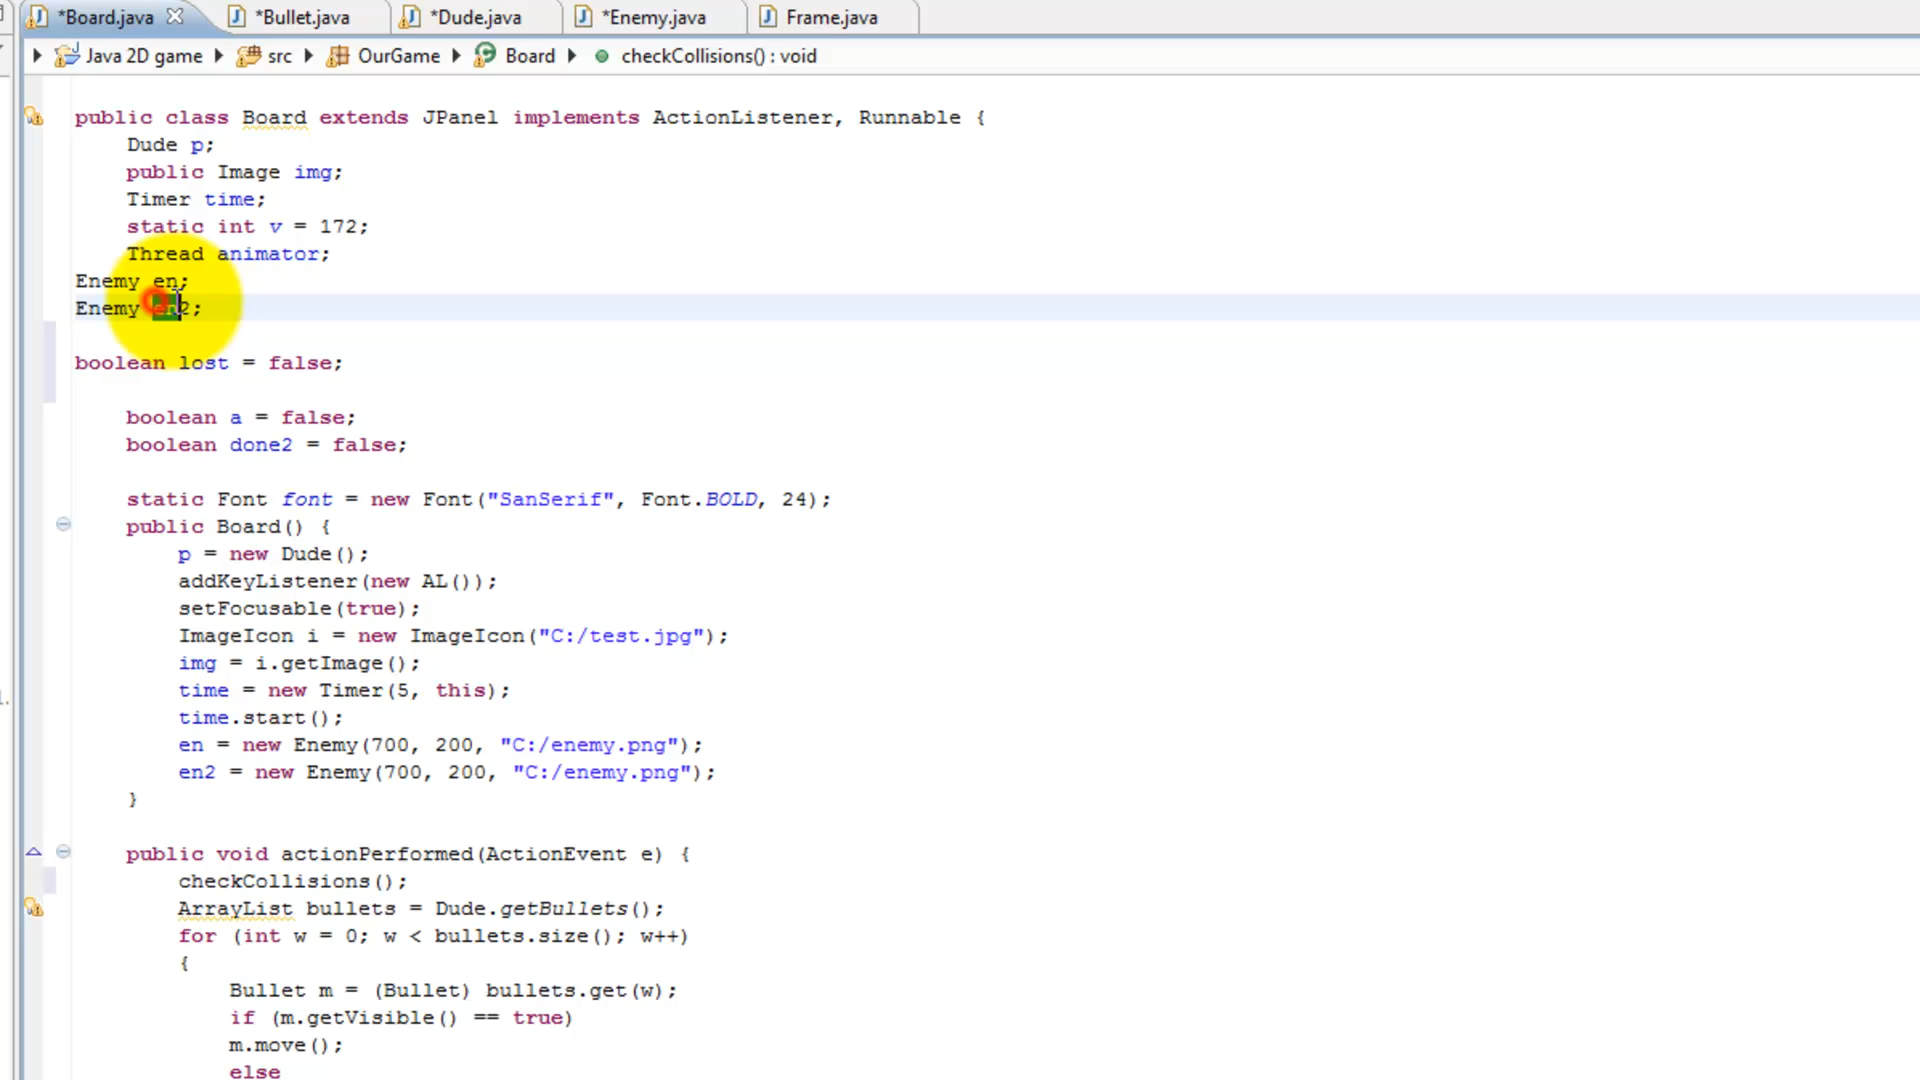 *Board.java *Bullet.java *Dude.java *Enemy.java Frame.java
Java 2D game src OurGame Board checkCollisions() : void
public class Board extends JPanel implements ActionListener, Runnable {
Dude p;
public Image img;
Timer time;
static int v = 172;
Thread animator;
Enemy en;
Enemy en2;
boolean lost = false;
boolean a = false;
boolean done2 = false;
static Font font = new Font("SanSerif", Font.BOLD, 24);
public Board() {
p = new Dude();
addKeyListener(new AL());
setFocusable(true);
ImageIcon i = new ImageIcon("C:/test.jpg");
img = i.getImage();
time = new Timer(5, this);
time.start();
en = new Enemy(700, 200, "C:/enemy.png");
en2 = new Enemy(700, 200, "C:/enemy.png");
}
public void actionPerformed(ActionEvent e) {
checkCollisions();
ArrayList bullets = Dude.getBullets();
for (int w = 0; w < bullets.size(); w++)
{
Bullet m = (Bullet) bullets.get(w);
if (m.getVisible() == true)
m.move();
else